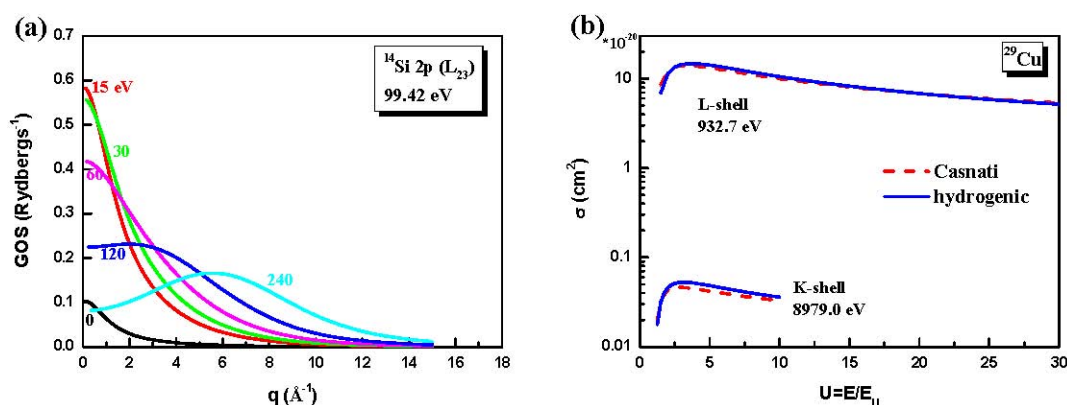 (a)
GOS (Rydbergs-1)
0.7
0.6
0.5
0.4
0.3
0.2
0.1
0.0
14Si 2p (L23)
99.42 eV
15 eV
30
60
120
240
0
0 2 4 6 8 10 12 14 16 18
q (Å-1)
(b)
*10-20
σ (cm2)
10
1
0.1
0.01
29Cu
L-shell
932.7 eV
Casnati
hydrogenic
K-shell
8979.0 eV
0 5 10 15 20 25 30
U=E/EU